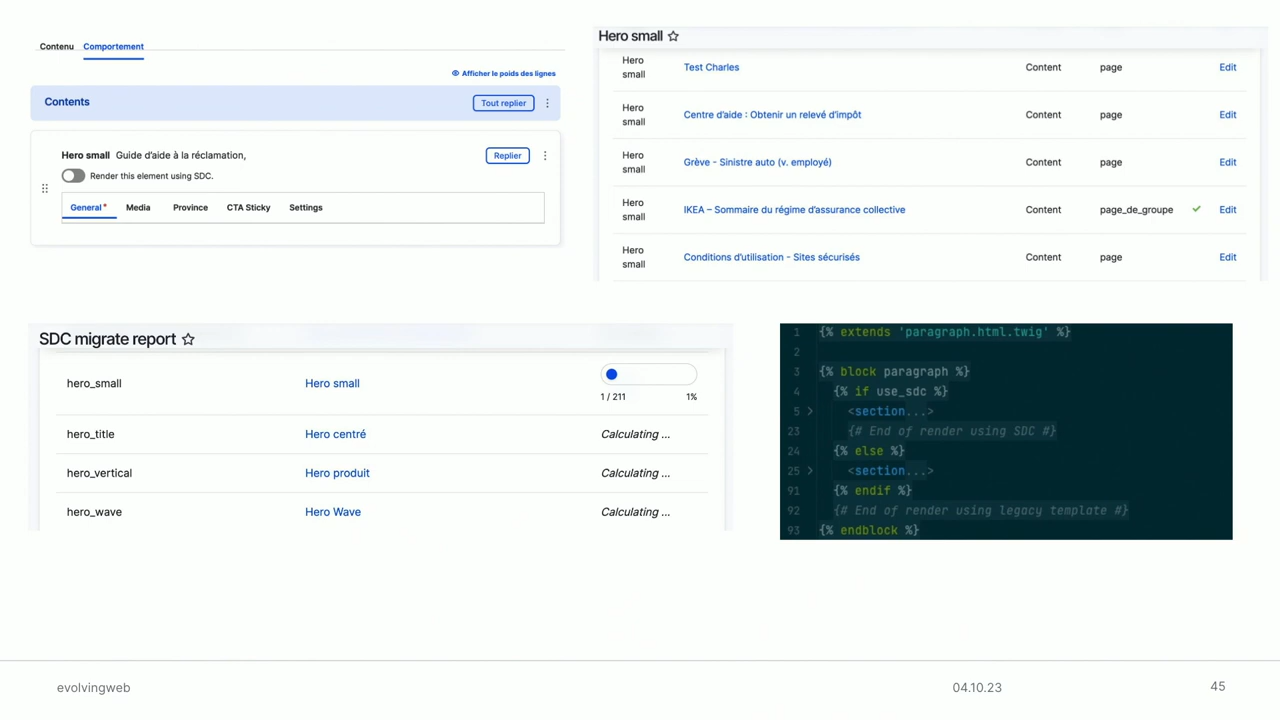 Contenu Comportement
Afficher le poids des lignes
Contents Tout replier
Hero small Guide d'aide à la réclamation, Replier
Render this element using SDC.
General* Media Province CTA Sticky Settings
Hero small
Hero small Test Charles Content page Edit
Hero small Centre d'aide : Obtenir un relevé d'impôt Content page Edit
Hero small Grève - Sinistre auto (v. employé) Content page Edit
Hero small IKEA – Sommaire du régime d'assurance collective Content page_de_groupe Edit
Hero small Conditions d'utilisation - Sites sécurisés Content page Edit
SDC migrate report
hero_small Hero small 1 / 211 1%
hero_title Hero centré Calculating ...
hero_vertical Hero produit Calculating ...
hero_wave Hero Wave Calculating ...
1 {% extends 'paragraph.html.twig' %}
2
3 {% block paragraph %}
4 {% if use_sdc %}
5 <section...>
23 {# End of render using SDC #}
24 {% else %}
25 <section...>
91 {% endif %}
92 {# End of render using legacy template #}
93 {% endblock %}
evolvingweb 04.10.23 45